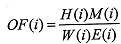 OF(i) = H(i)M(i) / W(i)E(i)